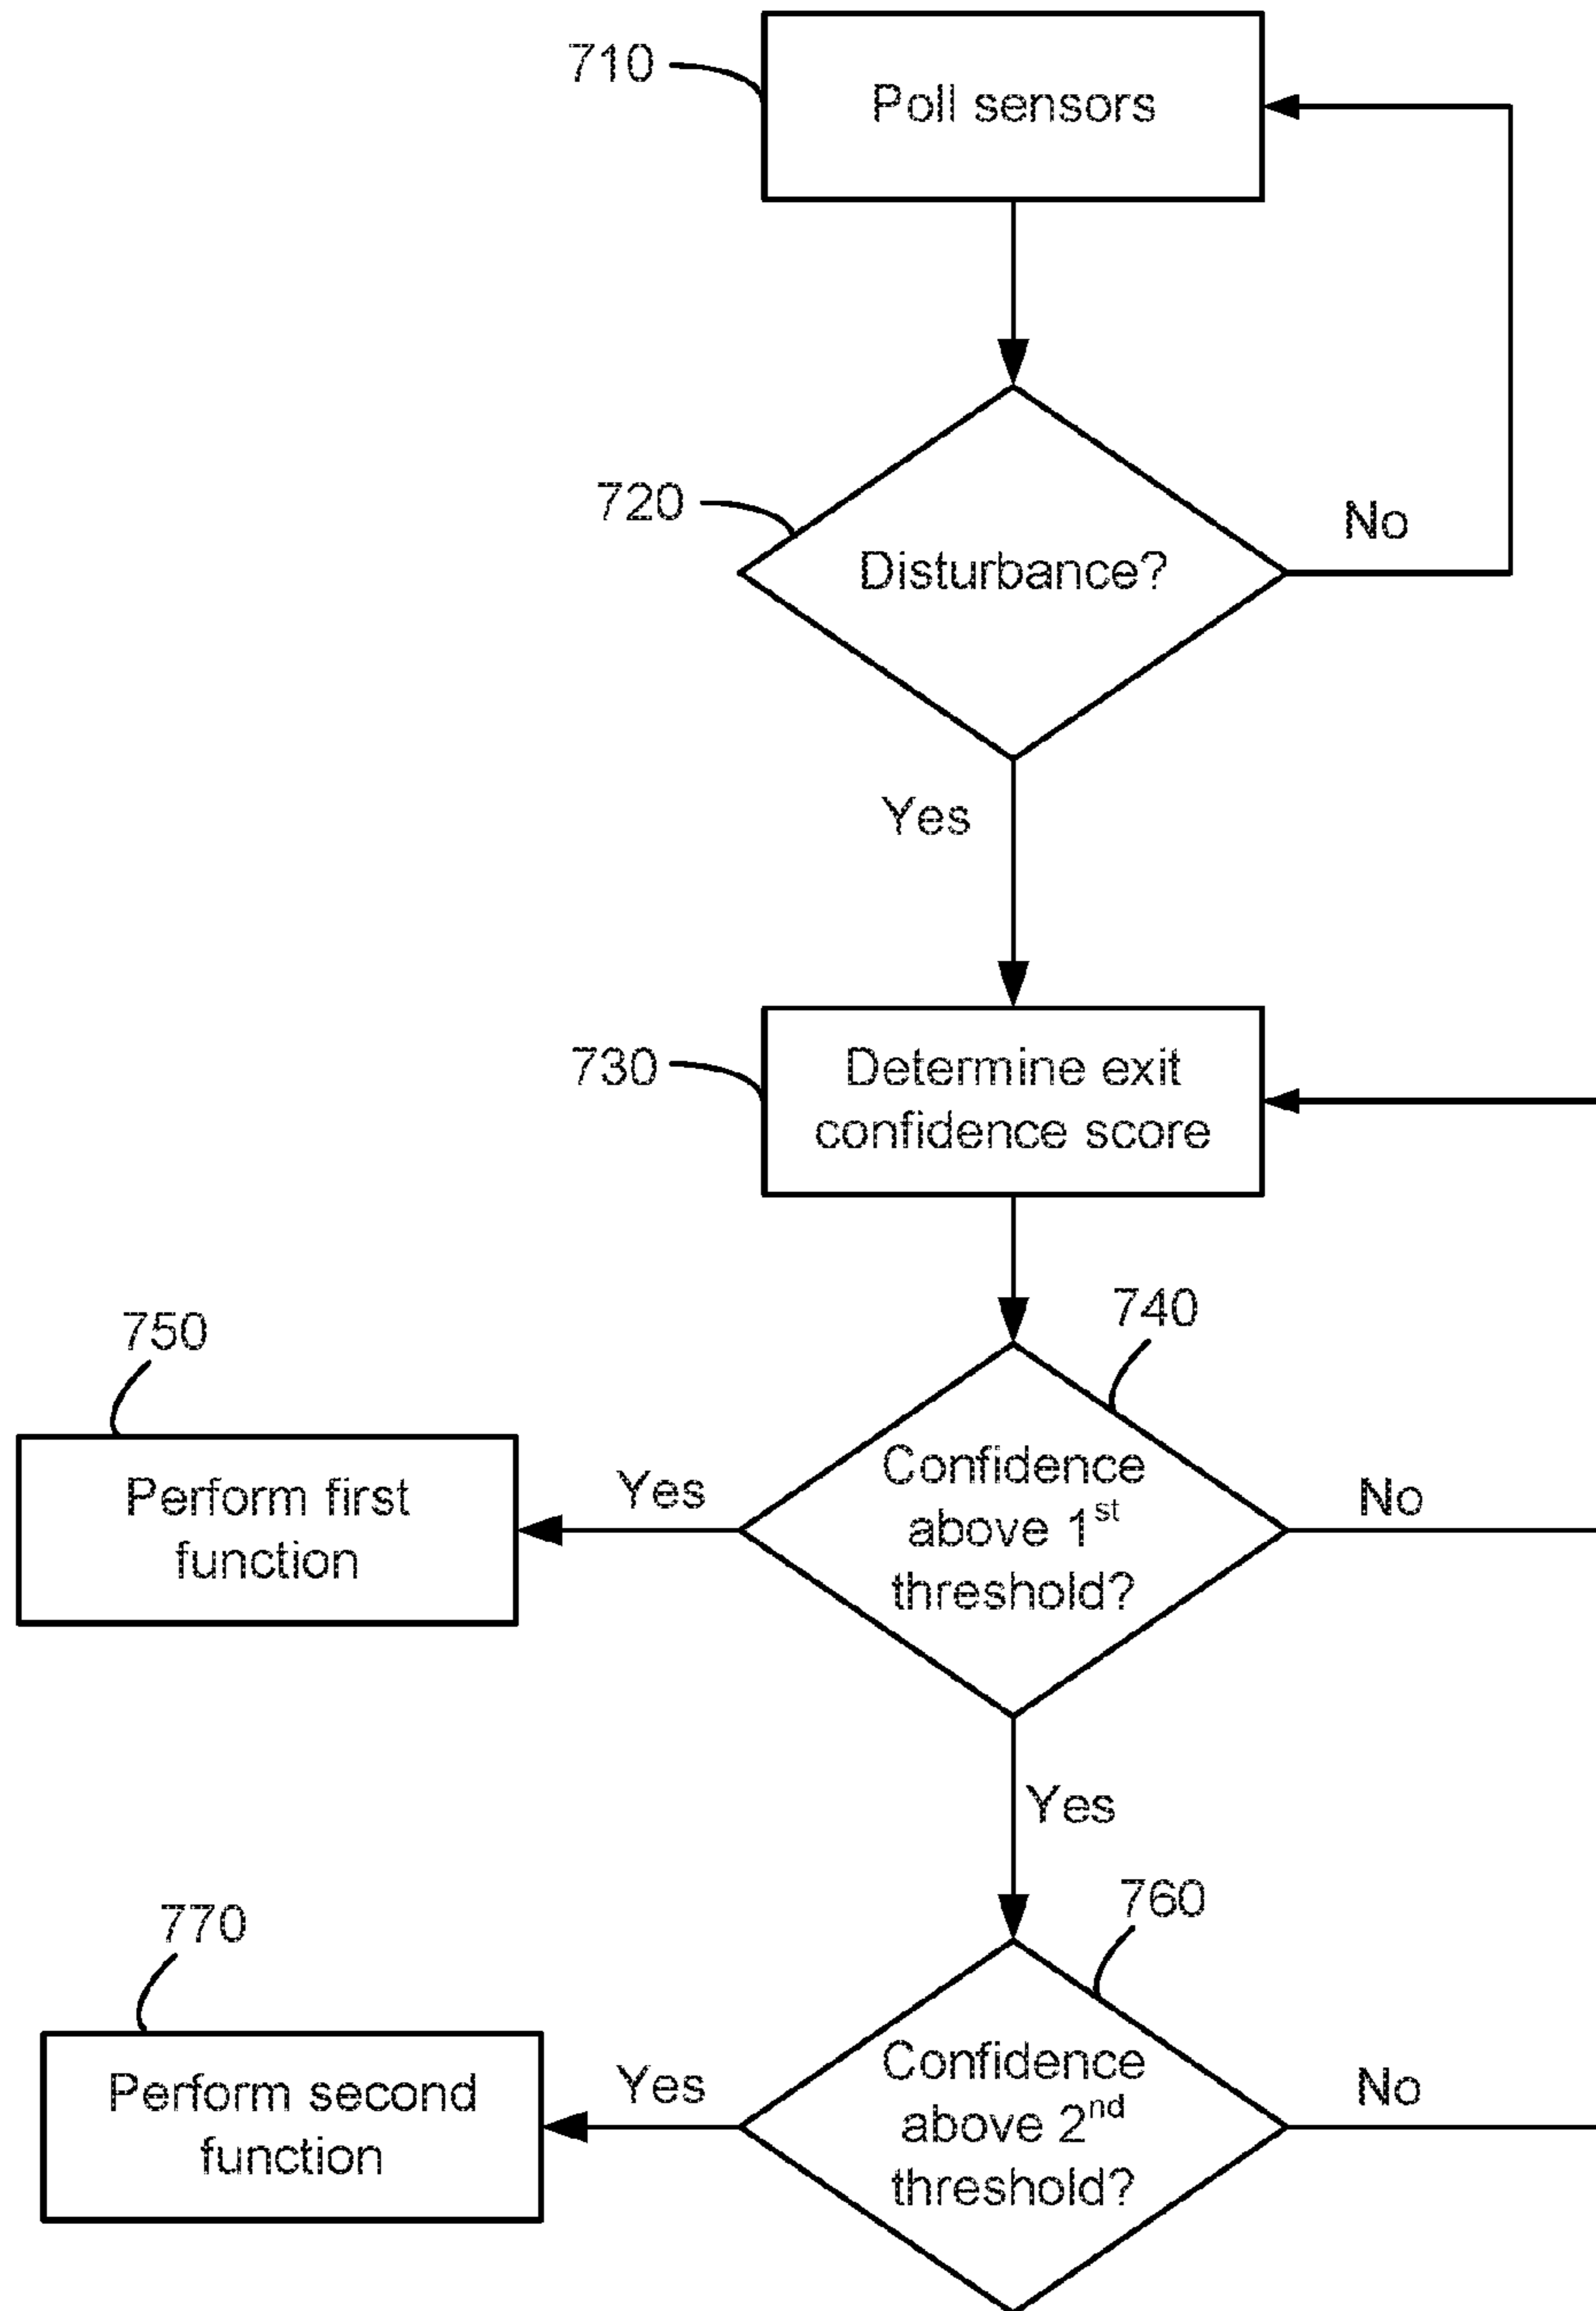 710
Poll sensors
720
Disturbance?
No
Yes
730
Determine exit
confidence score
740
750
Confidence
above 1st
threshold?
Yes
No
Perform first
function
Yes
760
770
Confidence
above 2nd
threshold?
Yes
No
Perform second
function